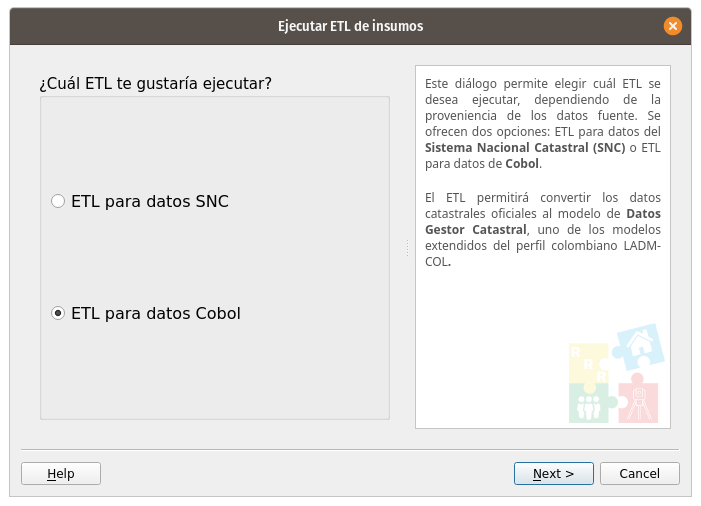 Ejecutar ETL de insumos
¿Cuál ETL te gustaría ejecutar?
ETL para datos SNC
ETL para datos Cobol
Este diálogo permite elegir cuál ETL se
desea ejecutar, dependiendo de la
proveniencia de los datos fuente. Se
ofrecen dos opciones: ETL para datos del
Sistema Nacional Catastral (SNC) o ETL
para datos de Cobol.
El ETL permitirá convertir los datos
catastrales oficiales al modelo de Datos
Gestor Catastral, uno de los modelos
extendidos del perfil colombiano LADM-
COL.
R
R
R
Help
Next >
Cancel